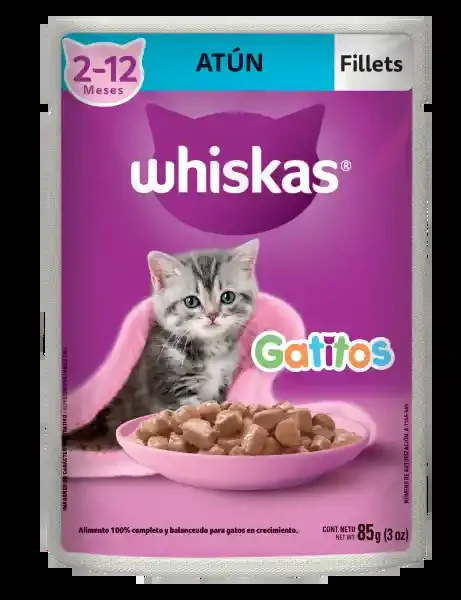 2-12
Meses
ATÚN
Fillets
whiskas®
Gatitos
Alimento 100% completo y balanceado para gatos en crecimiento.
CONT. NETO
NET WT 85g (3 oz)